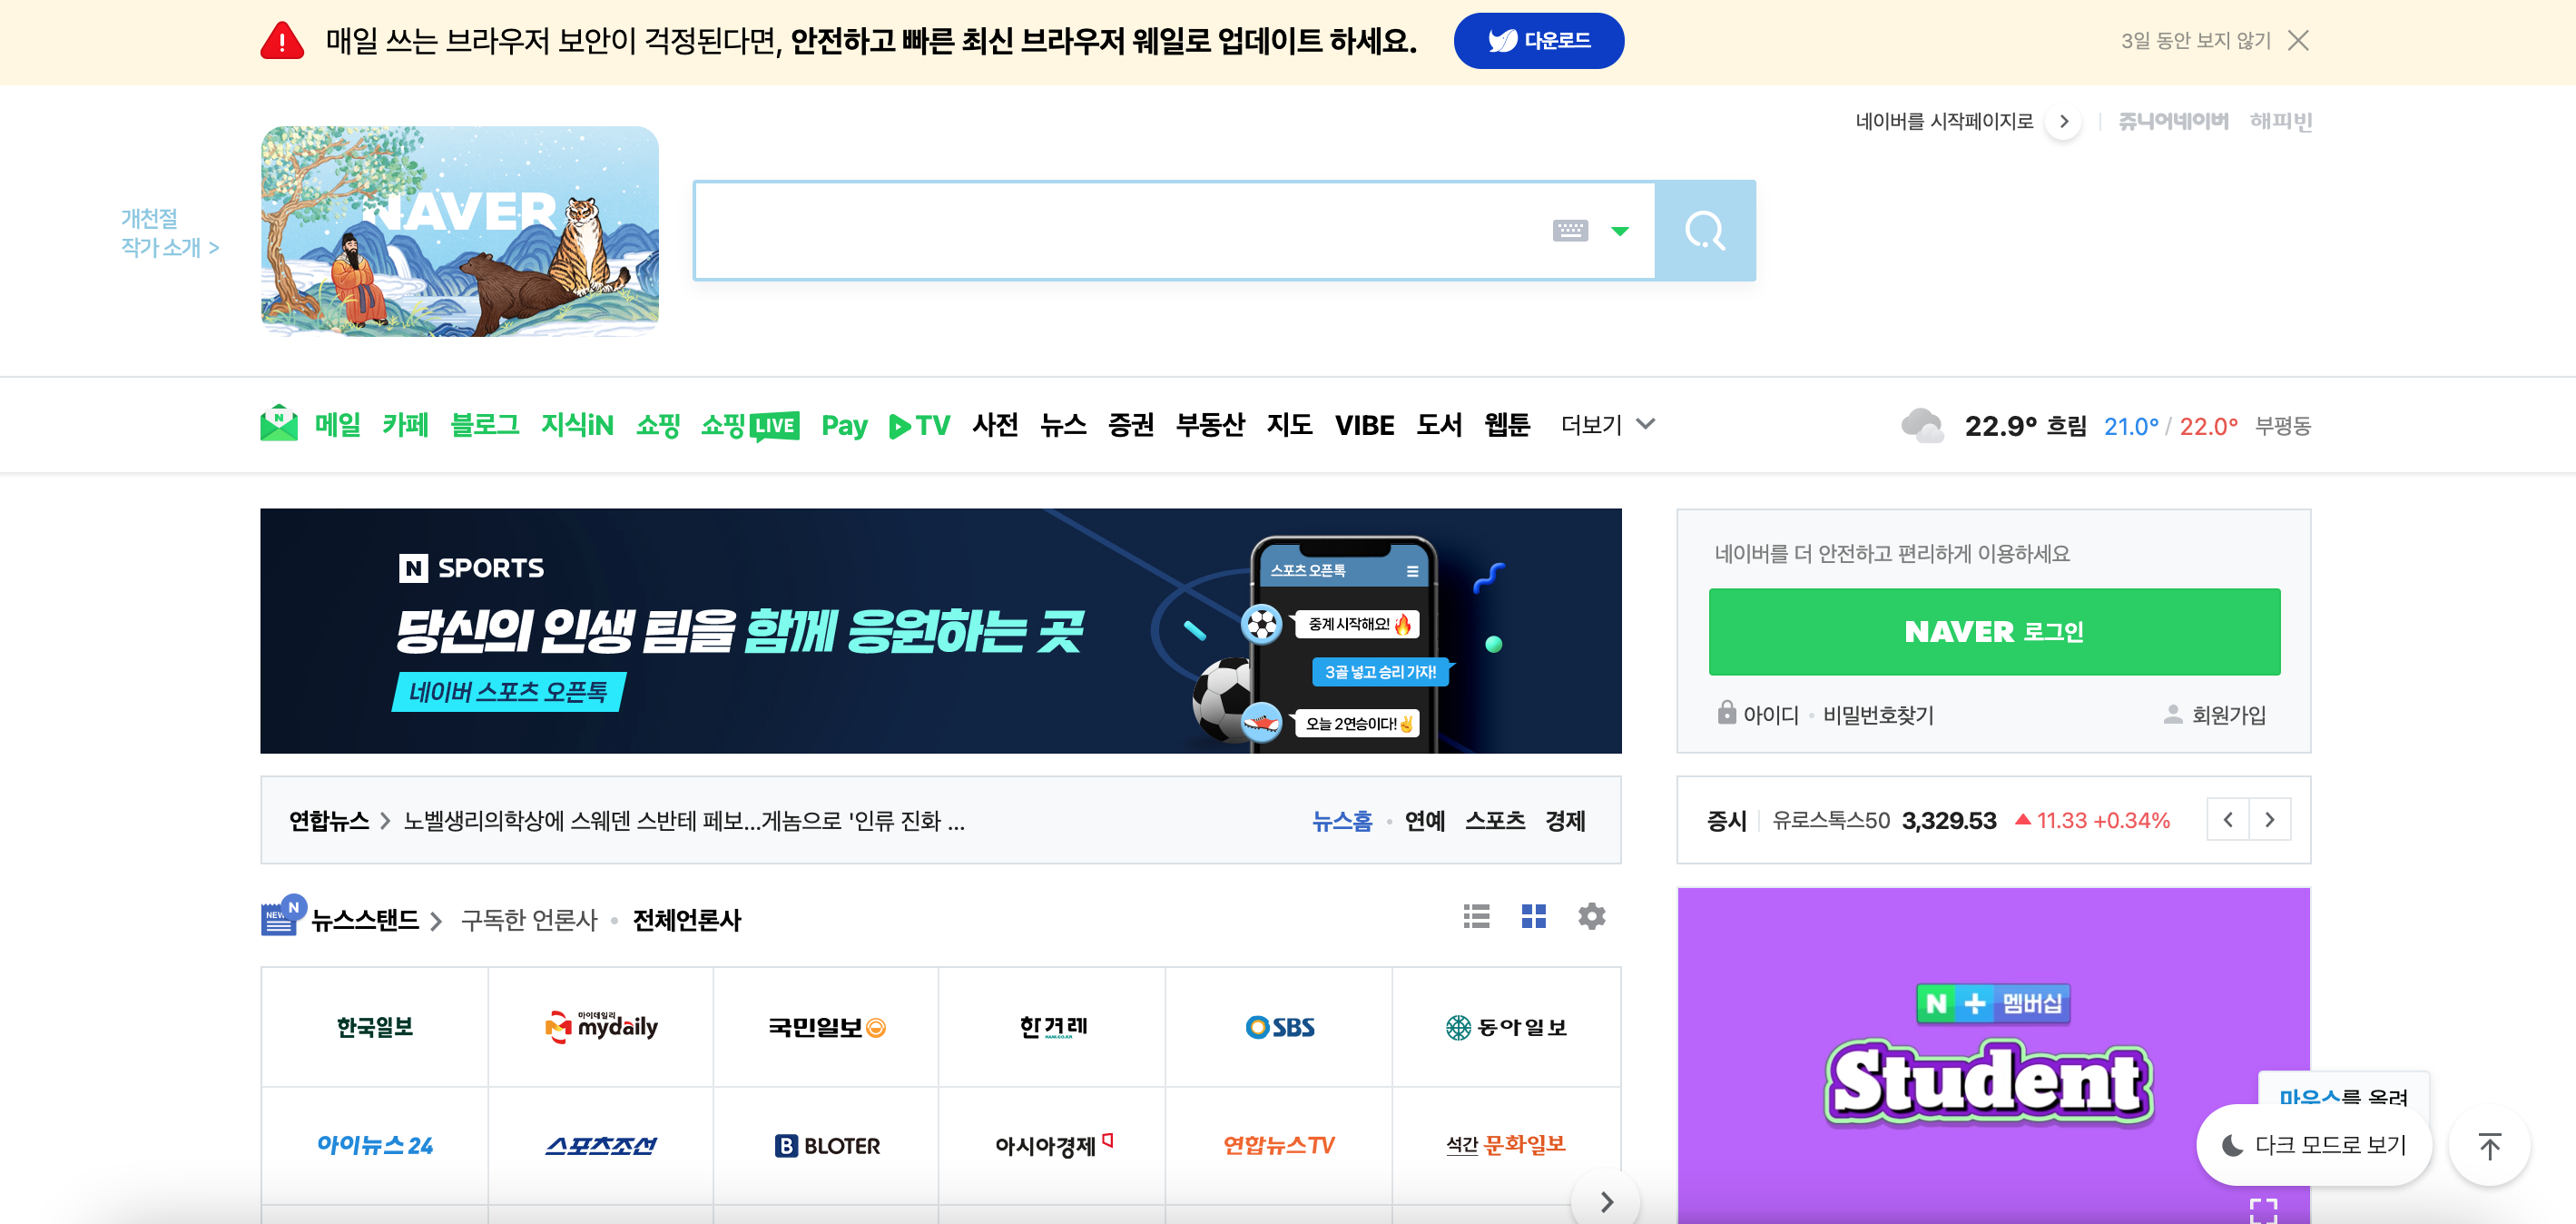 매일 쓰는 브라우저 보안이 걱정된다면, 안전하고 빠른 최신 브라우저 웨일로 업데이트 하세요.
다운로드
3일 동안 보지 않기
네이버를 시작페이지로
쥬니어네이버
해피빈
개천절
작가 소개 >
NAVER
메일 카페 블로그 지식iN 쇼핑 쇼핑LIVE Pay TV 사전 뉴스 증권 부동산 지도 VIBE 도서 웹툰 더보기
22.9° 흐림 21.0° / 22.0° 부평동
N SPORTS
당신의 인생 팀을 함께 응원하는 곳
네이버 스포츠 오픈톡
스포츠 오픈톡
중계 시작해요!🔥
3골 넣고 승리 가자!
오늘 2연승이다!✌
네이버를 더 안전하고 편리하게 이용하세요
NAVER 로그인
아이디 · 비밀번호찾기
회원가입
연합뉴스 > 노벨생리의학상에 스웨덴 스반테 페보...게놈으로 '인류 진화 ...
뉴스홈 · 연예 스포츠 경제
증시 유로스톡스50 3,329.53 ▲ 11.33 +0.34%
NEW N 뉴스스탠드 > 구독한 언론사 · 전체언론사
한국일보
마이데일리
mydaily
국민일보
한겨레
HANI.CO.KR
SBS
동아일보
아이뉴스24
스포츠조선
B BLOTER
아시아경제
연합뉴스TV
석간 문화일보
N + 멤버십
Student
마우스를 올려
다크 모드로 보기